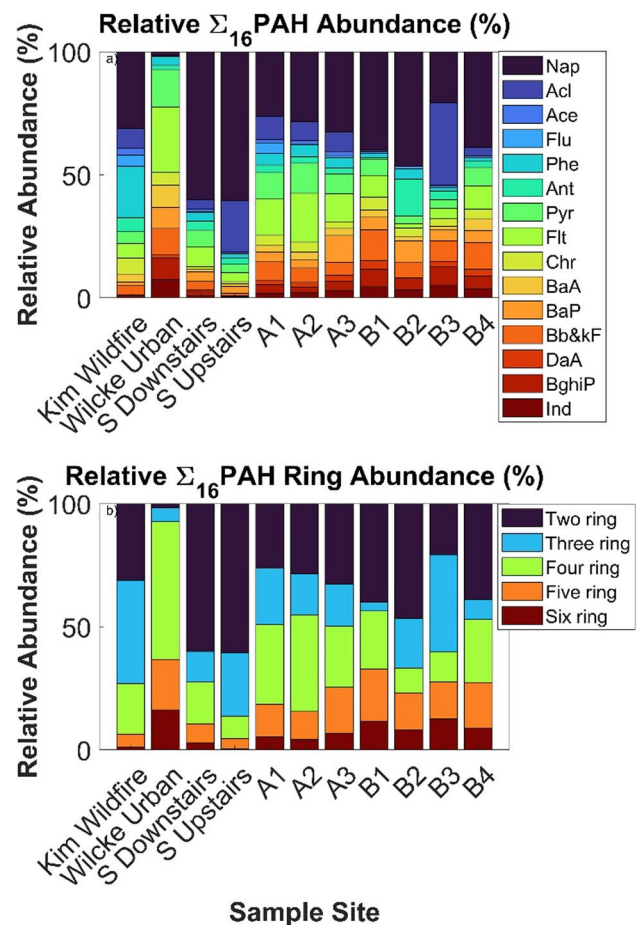 Relative Σ16PAH Abundance (%)
a)
100
50
0
Relative Abundance (%)
Nap
Acl
Ace
Flu
Phe
Ant
Pyr
Flt
Chr
BaA
BaP
Bb&kF
DaA
BghiP
Ind
Kim Wildfire
Wilcke Urban
S Downstairs
S Upstairs
A1
A2
A3
B1
B2
B3
B4
Relative Σ16PAH Ring Abundance (%)
b)
100
50
0
Relative Abundance (%)
Two ring
Three ring
Four ring
Five ring
Six ring
Kim Wildfire
Wilcke Urban
S Downstairs
S Upstairs
A1
A2
A3
B1
B2
B3
B4
Sample Site